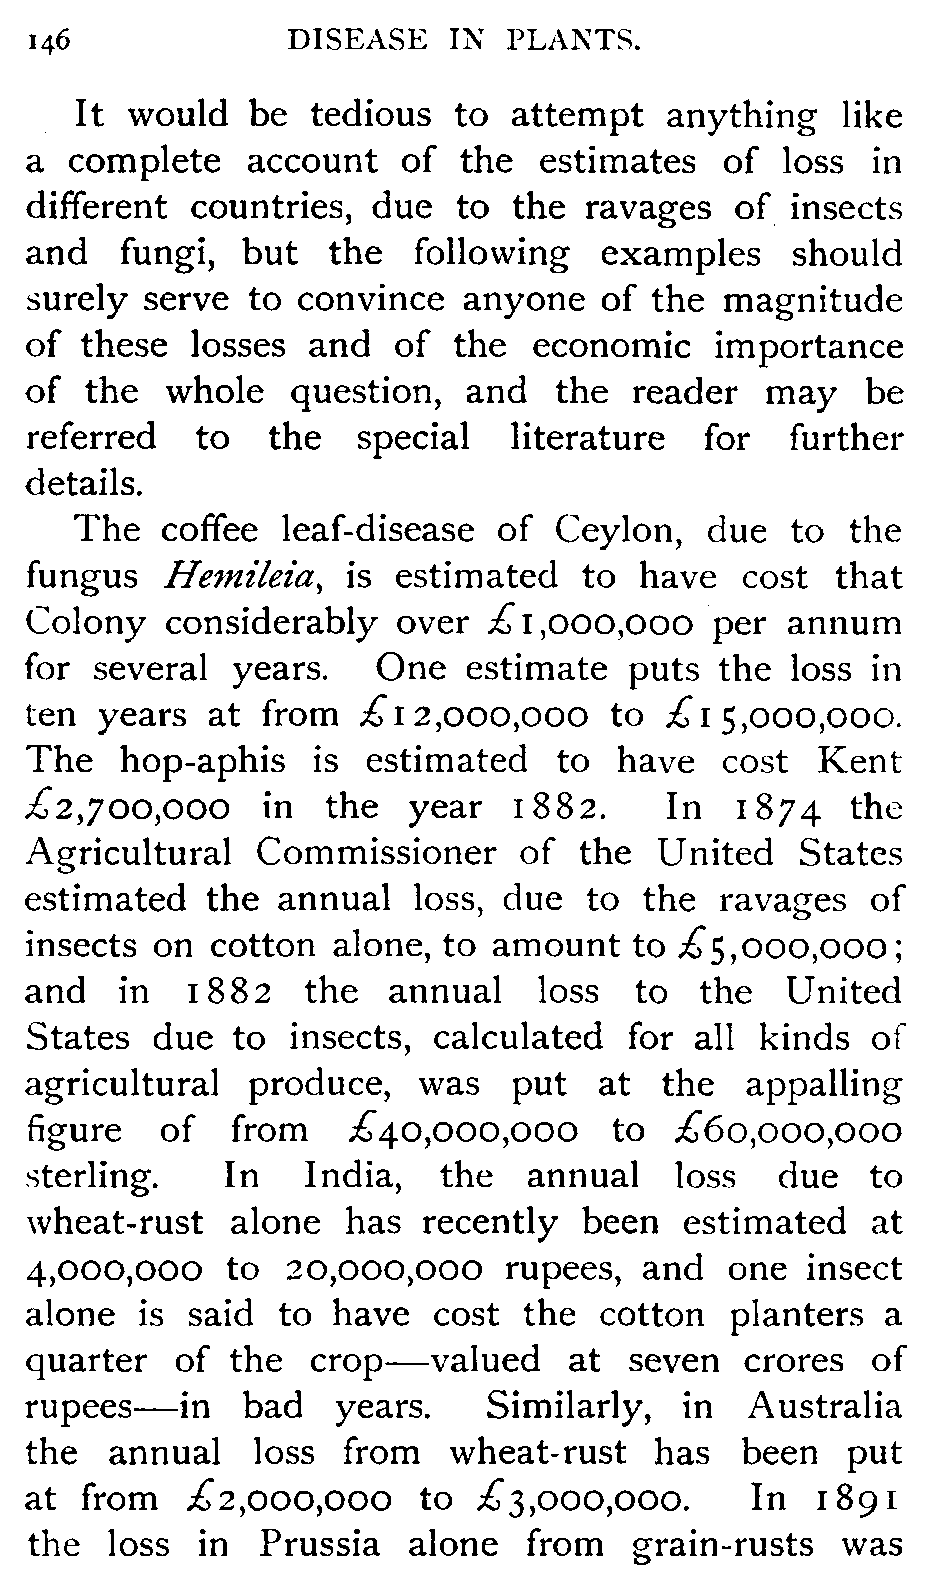 146 DISEASE IN PLANTS.
It would be tedious to attempt anything like
a complete account of the estimates of loss in
different countries, due to the ravages of insects
and fungi, but the following examples should
surely serve to convince anyone of the magnitude
of these losses and of the economic importance
of the whole question, and the reader may be
referred to the special literature for further
details.
The coffee leaf-disease of Ceylon, due to the
fungus Hemileia, is estimated to have cost that
Colony considerably over £1,000,000 per annum
for several years. One estimate puts the loss in
ten years at from £12,000,000 to £15,000,000.
The hop-aphis is estimated to have cost Kent
£2,700,000 in the year 1882. In 1874 the
Agricultural Commissioner of the United States
estimated the annual loss, due to the ravages of
insects on cotton alone, to amount to £5,000,000;
and in 1882 the annual loss to the United
States due to insects, calculated for all kinds of
agricultural produce, was put at the appalling
figure of from £40,000,000 to £60,000,000
sterling. In India, the annual loss due to
wheat-rust alone has recently been estimated at
4,000,000 to 20,000,000 rupees, and one insect
alone is said to have cost the cotton planters a
quarter of the crop—valued at seven crores of
rupees—in bad years. Similarly, in Australia
the annual loss from wheat-rust has been put
at from £2,000,000 to £3,000,000. In 1891
the loss in Prussia alone from grain-rusts was